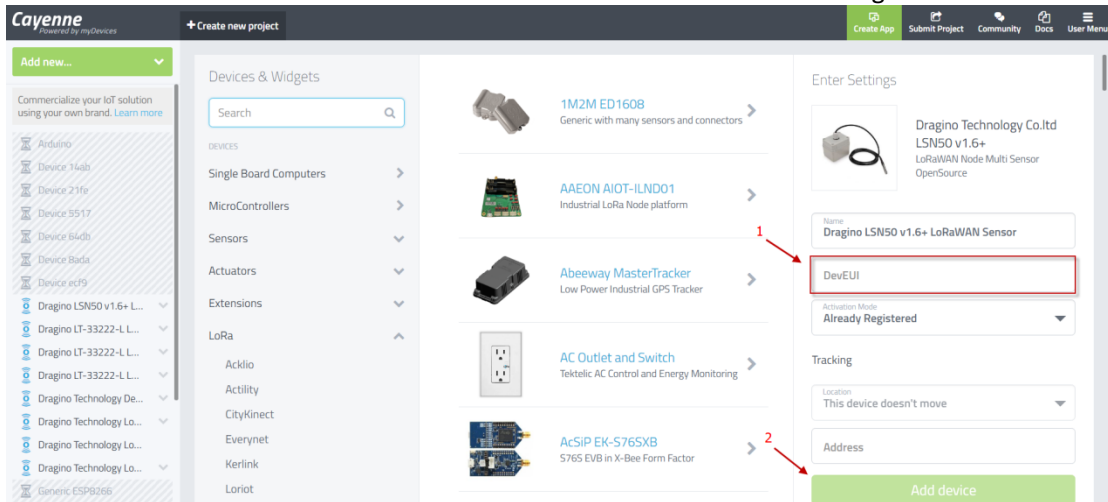 Cayenne
Powered by myDevices
+ Create new project
Create App
Submit Project
Community
Docs
User Menu
Add new...
Commercialize your IoT solution
using your own brand. Learn more
Arduino
Device 14ab
Device 21fe
Device 5517
Device 64db
Device 8ada
Device ecf9
Dragino LSN50 v1.6+ L...
Dragino LT-33222-L L...
Dragino LT-33222-L L...
Dragino LT-33222-L L...
Dragino Technology De...
Dragino Technology Lo...
Dragino Technology Lo...
Dragino Technology Lo...
Generic ESP8266
Devices & Widgets
Search
DEVICES
Single Board Computers
MicroControllers
Sensors
Actuators
Extensions
LoRa
Acklio
Actility
CityKinect
Everynet
Kerlink
Loriot
1M2M ED1608
Generic with many sensors and connectors
AAEON AIOT-ILND01
Industrial LoRa Node platform
Abeeway MasterTracker
Low Power Industrial GPS Tracker
AC Outlet and Switch
Tektelic AC Control and Energy Monitoring
AcSiP EK-S76SXB
S76S EVB in X-Bee Form Factor
Enter Settings
Dragino Technology Co.ltd
LSN50 v1.6+
LoRaWAN Node Multi Sensor
OpenSource
Name
Dragino LSN50 v1.6+ LoRaWAN Sensor
1
DevEUI
Activation Mode
Already Registered
Tracking
Location
This device doesn't move
Address
2
Add device